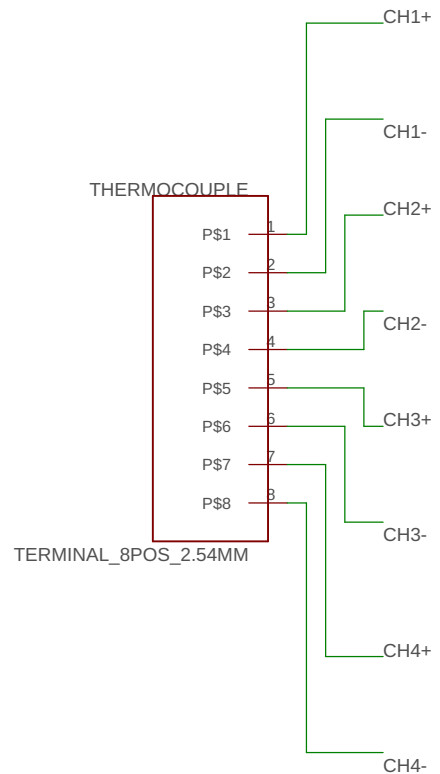 CH1+
CH1-
THERMOCOUPLE
CH2+
P$1 1
P$2 2
P$3 3
CH2-
P$4 4
P$5 5
CH3+
P$6 6
P$7 7
P$8 8
CH3-
TERMINAL_8POS_2.54MM
CH4+
CH4-